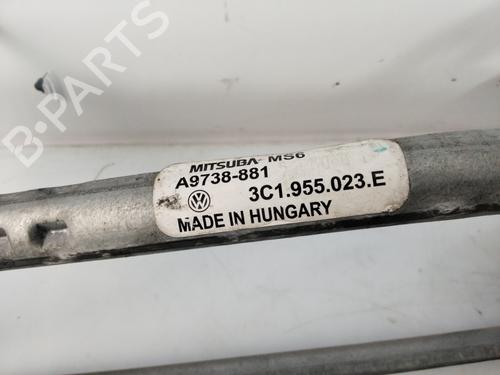 MITSUBA MS6
A9738-881
3C1.955.023.E
MADE IN HUNGARY
B-PARTS